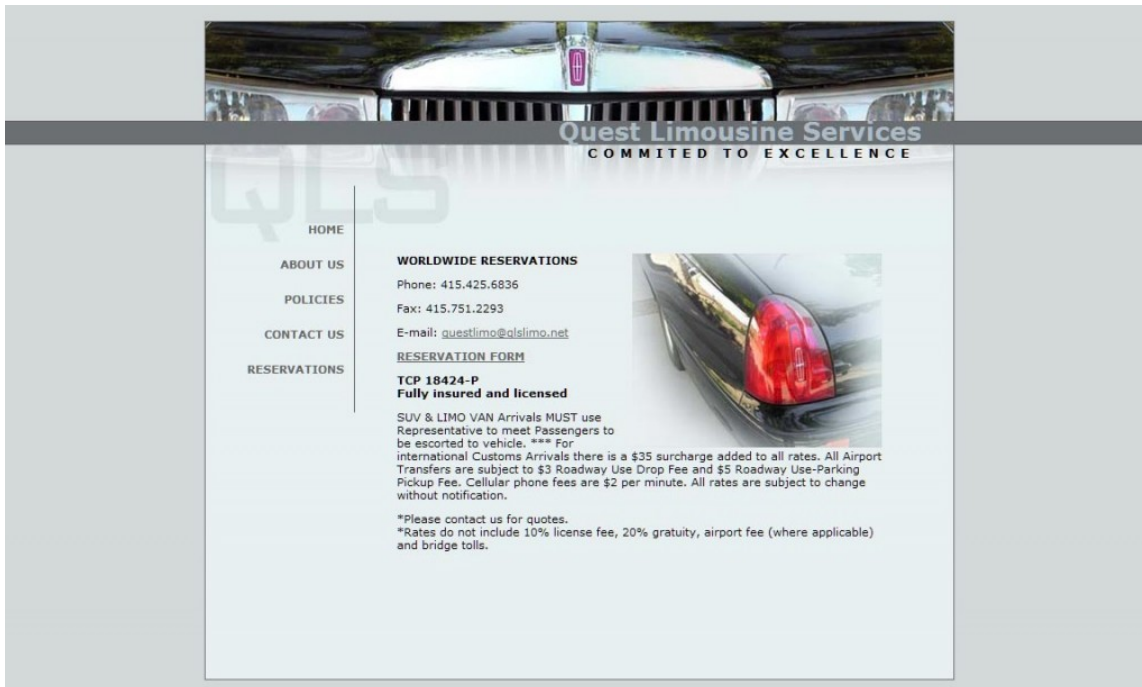 Quest Limousine Services
COMMITED TO EXCELLENCE
QLS
HOME
ABOUT US
POLICIES
CONTACT US
RESERVATIONS
WORLDWIDE RESERVATIONS
Phone: 415.425.6836
Fax: 415.751.2293
E-mail: questlimo@qlslimo.net
RESERVATION FORM
TCP 18424-P
Fully insured and licensed
SUV & LIMO VAN Arrivals MUST use
Representative to meet Passengers to
be escorted to vehicle. *** For
international Customs Arrivals there is a $35 surcharge added to all rates. All Airport
Transfers are subject to $3 Roadway Use Drop Fee and $5 Roadway Use-Parking
Pickup Fee. Cellular phone fees are $2 per minute. All rates are subject to change
without notification.
*Please contact us for quotes.
*Rates do not include 10% license fee, 20% gratuity, airport fee (where applicable)
and bridge tolls.